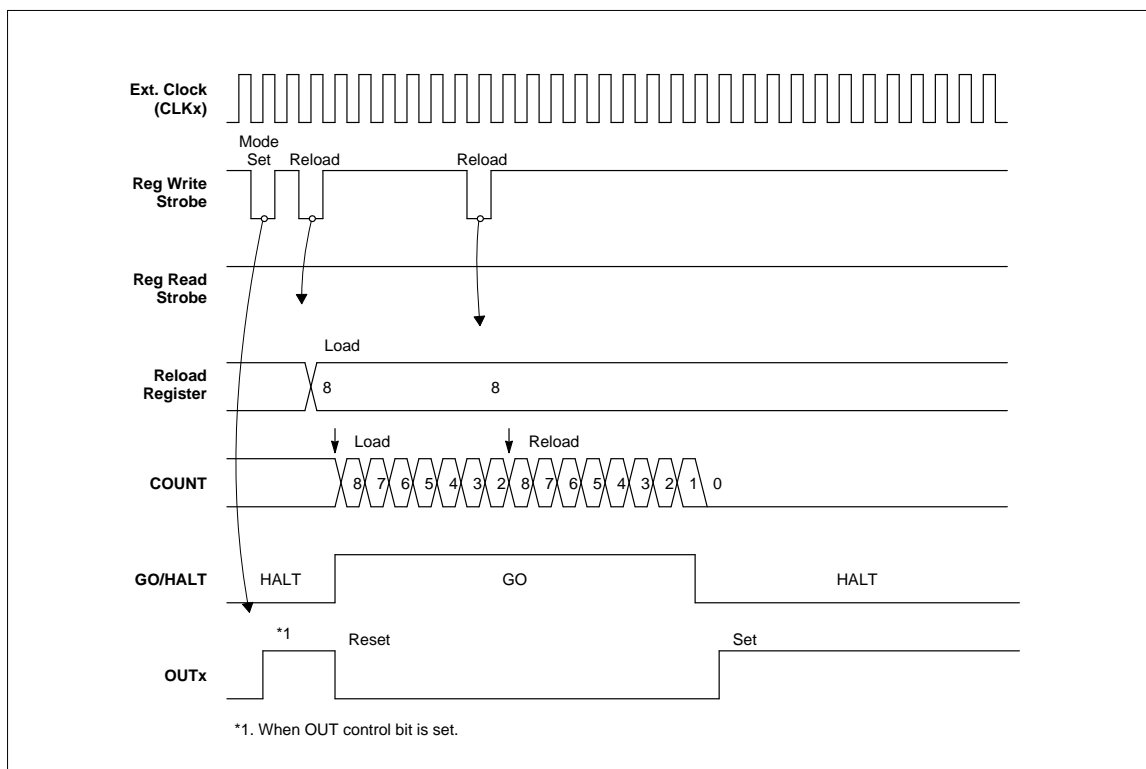 Ext. Clock
(CLKx)
Mode
Set
Reload
Reload
Reg Write
Strobe
Reg Read
Strobe
Load
Reload
Register
8
8
Load
Reload
COUNT
8 7 6 5 4 3 2 8 7 6 5 4 3 2 1 0
GO/HALT
HALT
GO
HALT
*1
Reset
Set
OUTx
*1. When OUT control bit is set.